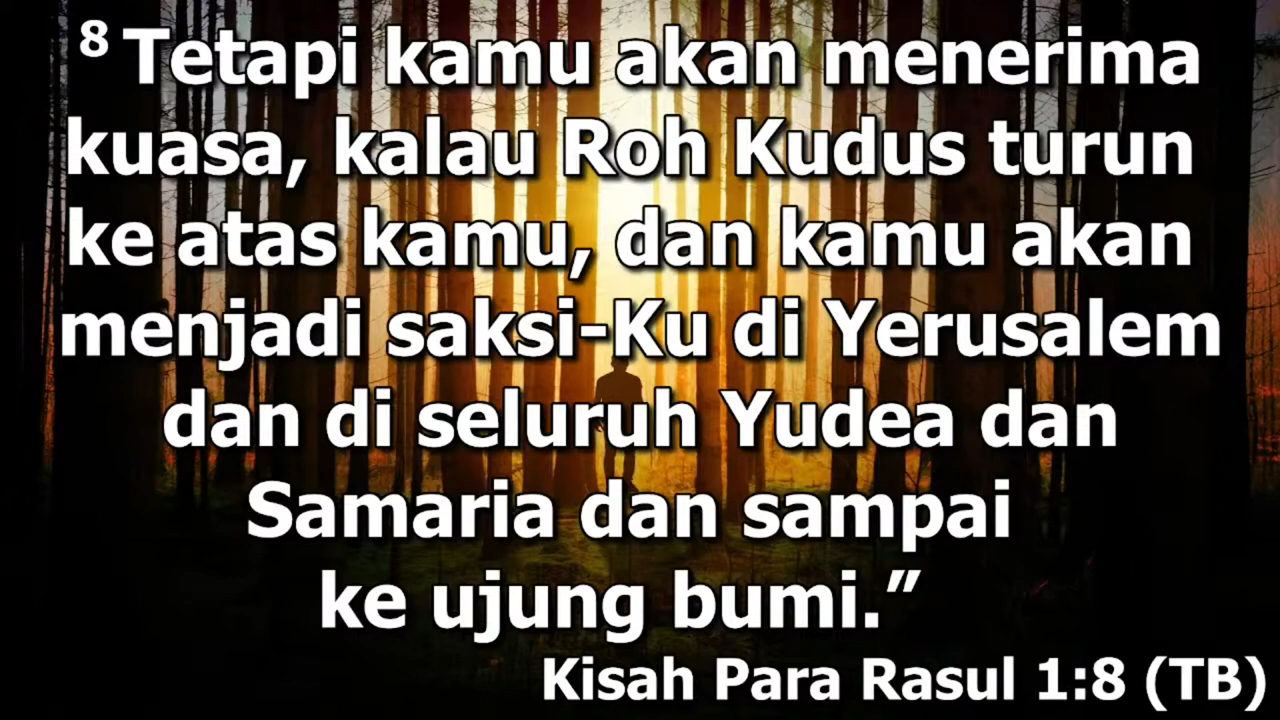 8 Tetapi kamu akan menerima
kuasa, kalau Roh Kudus turun
ke atas kamu, dan kamu akan
menjadi saksi-Ku di Yerusalem
dan di seluruh Yudea dan
Samaria dan sampai
ke ujung bumi.”
Kisah Para Rasul 1:8 (TB)